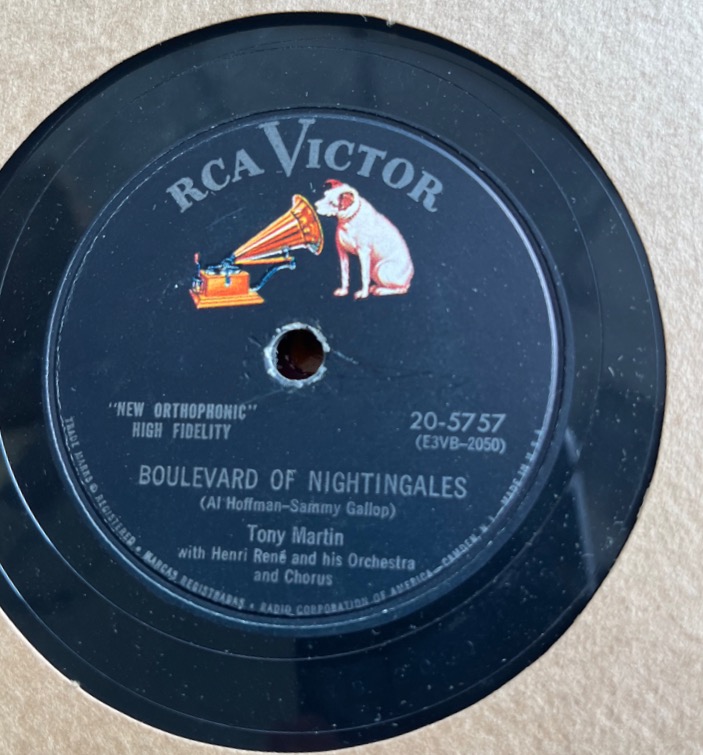 RCA VICTOR
"NEW ORTHOPHONIC"
HIGH FIDELITY
20-5757
(E3VB-2050)
BOULEVARD OF NIGHTINGALES
(Al Hoffman-Sammy Gallop)
Tony Martin
with Henri René and his Orchestra
and Chorus
TRADE MARKS ® REGISTERED • MARCAS REGISTRADAS • RADIO CORPORATION OF AMERICA-CAMDEN, N.J.-MADE IN U.S.A.